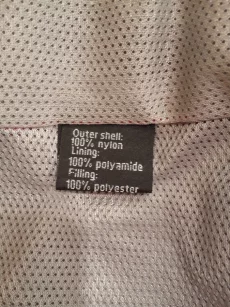 Outer shell:
100% nylon
Lining:
100% polyamide
Filling:
100% polyester